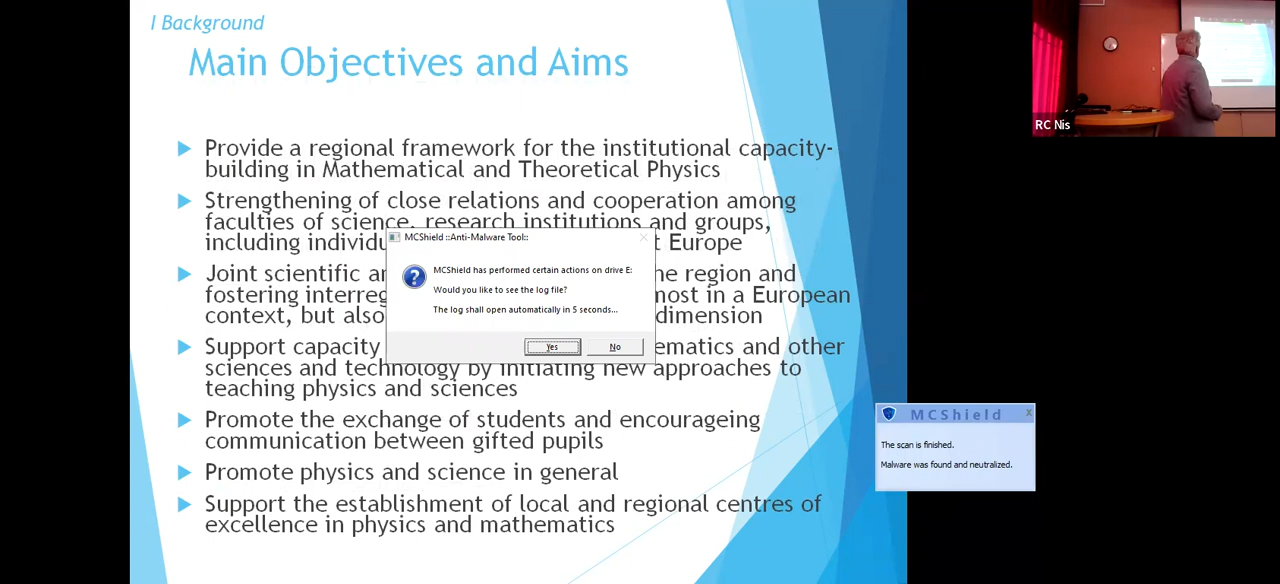 I Background
Main Objectives and Aims
Provide a regional framework for the institutional capacity-
building in Mathematical and Theoretical Physics
Strengthening of close relations and cooperation among
faculties of science, research institutions and groups,
including individu
t Europe
Joint scientific a
he region and
fostering interreg
most in a European
context, but also
dimension
Support capacity
ematics and other
sciences and technology by initiating new approaches to
teaching physics and sciences
Promote the exchange of students and encourageing
communication between gifted pupils
Promote physics and science in general
Support the establishment of local and regional centres of
excellence in physics and mathematics
MCShield ::Anti-Malware Tool::
MCShield has performed certain actions on drive E:
Would you like to see the log file?
The log shall open automatically in 5 seconds...
Yes
No
RC Nis
MCShield
X
The scan is finished.
Malware was found and neutralized.